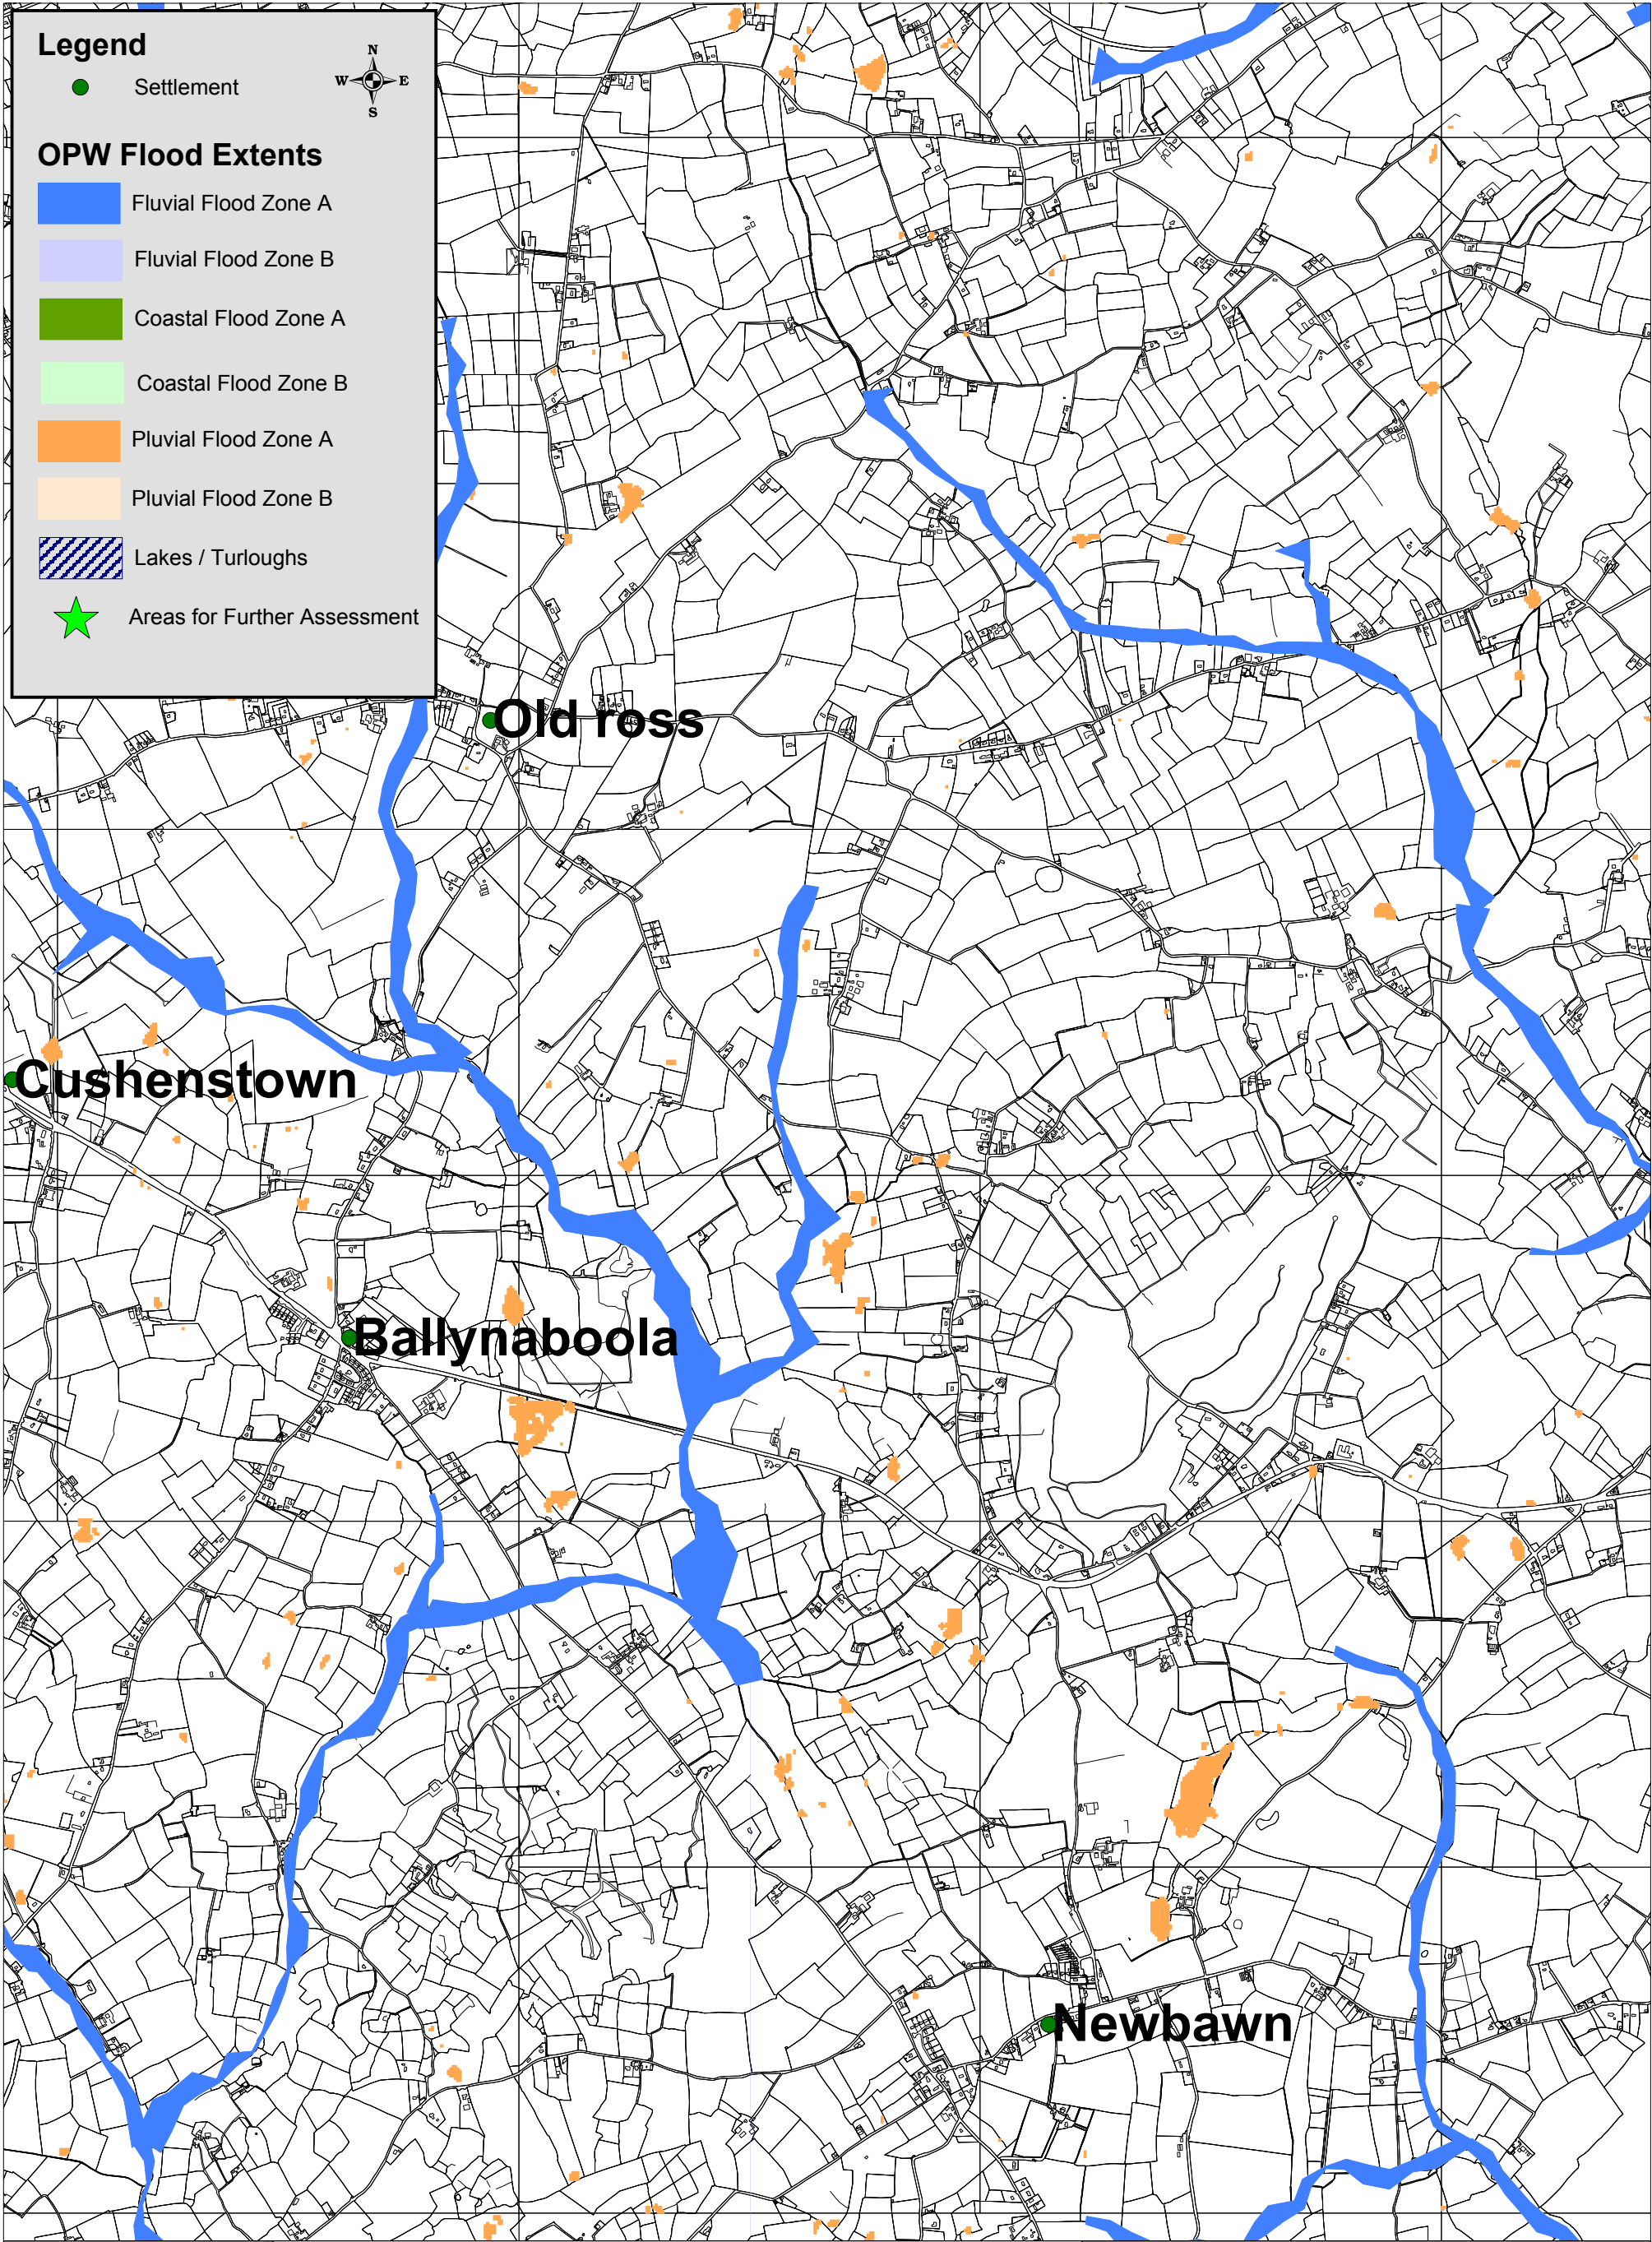 Legend
N
W E
S
Settlement
OPW Flood Extents
Fluvial Flood Zone A
Fluvial Flood Zone B
Coastal Flood Zone A
Coastal Flood Zone B
Pluvial Flood Zone A
Pluvial Flood Zone B
Lakes / Turloughs
Areas for Further Assessment
Old ross
Cushenstown
Ballynaboola
Newbawn